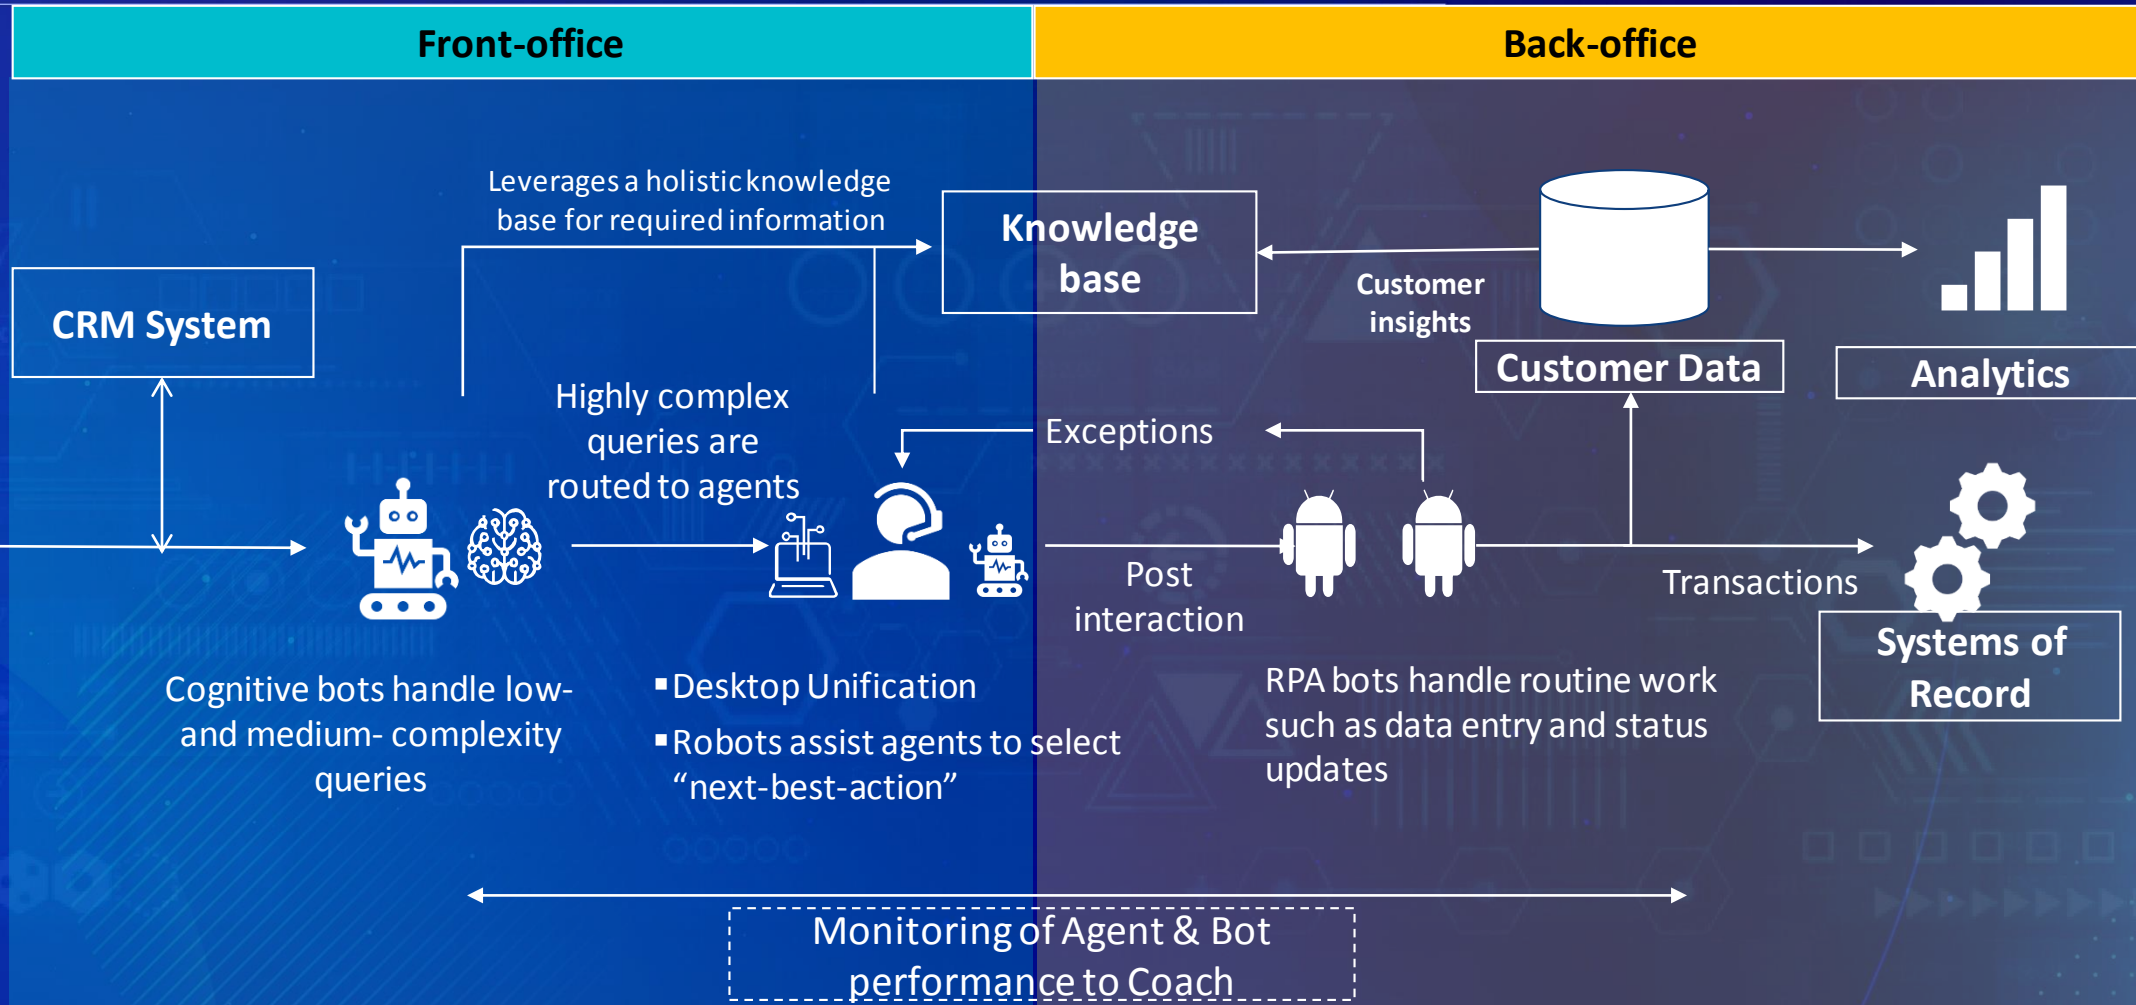 Front-office
Back-office
Leverages a holistic knowledge
base for required information
Knowledge
base
CRM System
Customer
insights
Customer Data
Analytics
Highly complex
queries are
routed to agents
Exceptions
Post
interaction
Transactions
Systems of
Record
Cognitive bots handle low-
and medium- complexity
queries
▪Desktop Unification
▪Robots assist agents to select
“next-best-action”
RPA bots handle routine work
such as data entry and status
updates
Monitoring of Agent & Bot
performance to Coach